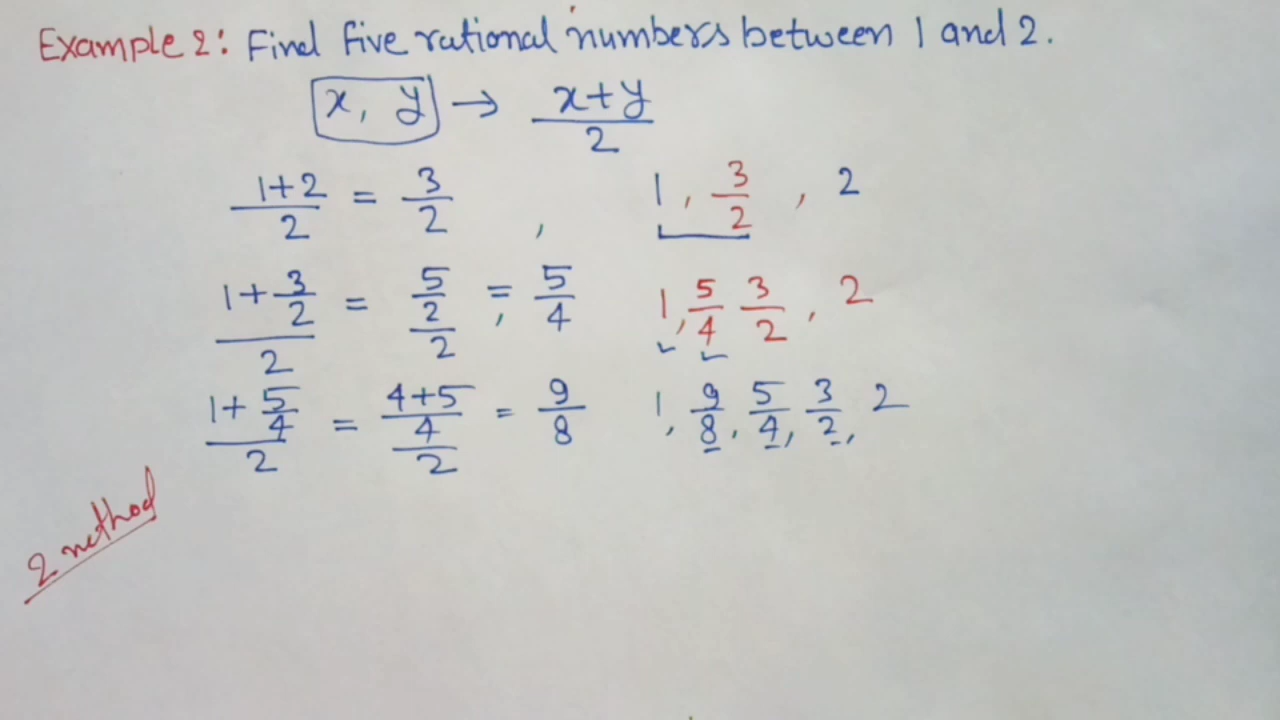 Example 2: Find five rational numbers between 1 and 2.
x, y → x+y/2
1+2/2 = 3/2 , 1, 3/2, 2
1+3/2/2 = 5/2/2 = 5/4, 1, 5/4 3/2, 2
1+5/4/2 = 4+5/4/2 = 9/8 1, 9/8, 5/4, 3/2, 2
2 method